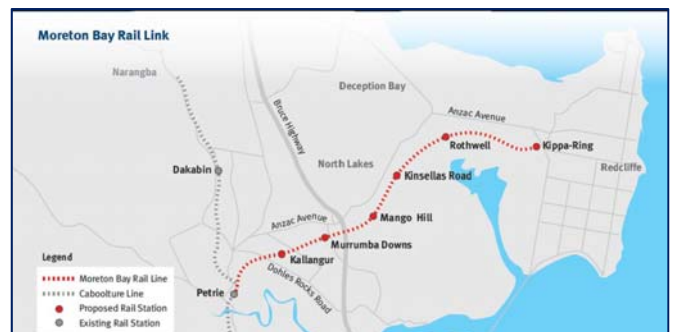 Moreton Bay Rail Link
Narangba
Deception Bay
Bruce Highway
Anzac Avenue
Rothwell
Kippa-Ring
Dakabin
North Lakes
Redcliffe
Kinsellas Road
Mango Hill
Anzac Avenue
Murrumba Downs
Kallangur
Dohles Rocks Road
Petrie
Legend
Moreton Bay Rail Line
Caboolture Line
Proposed Rail Station
Existing Rail Station